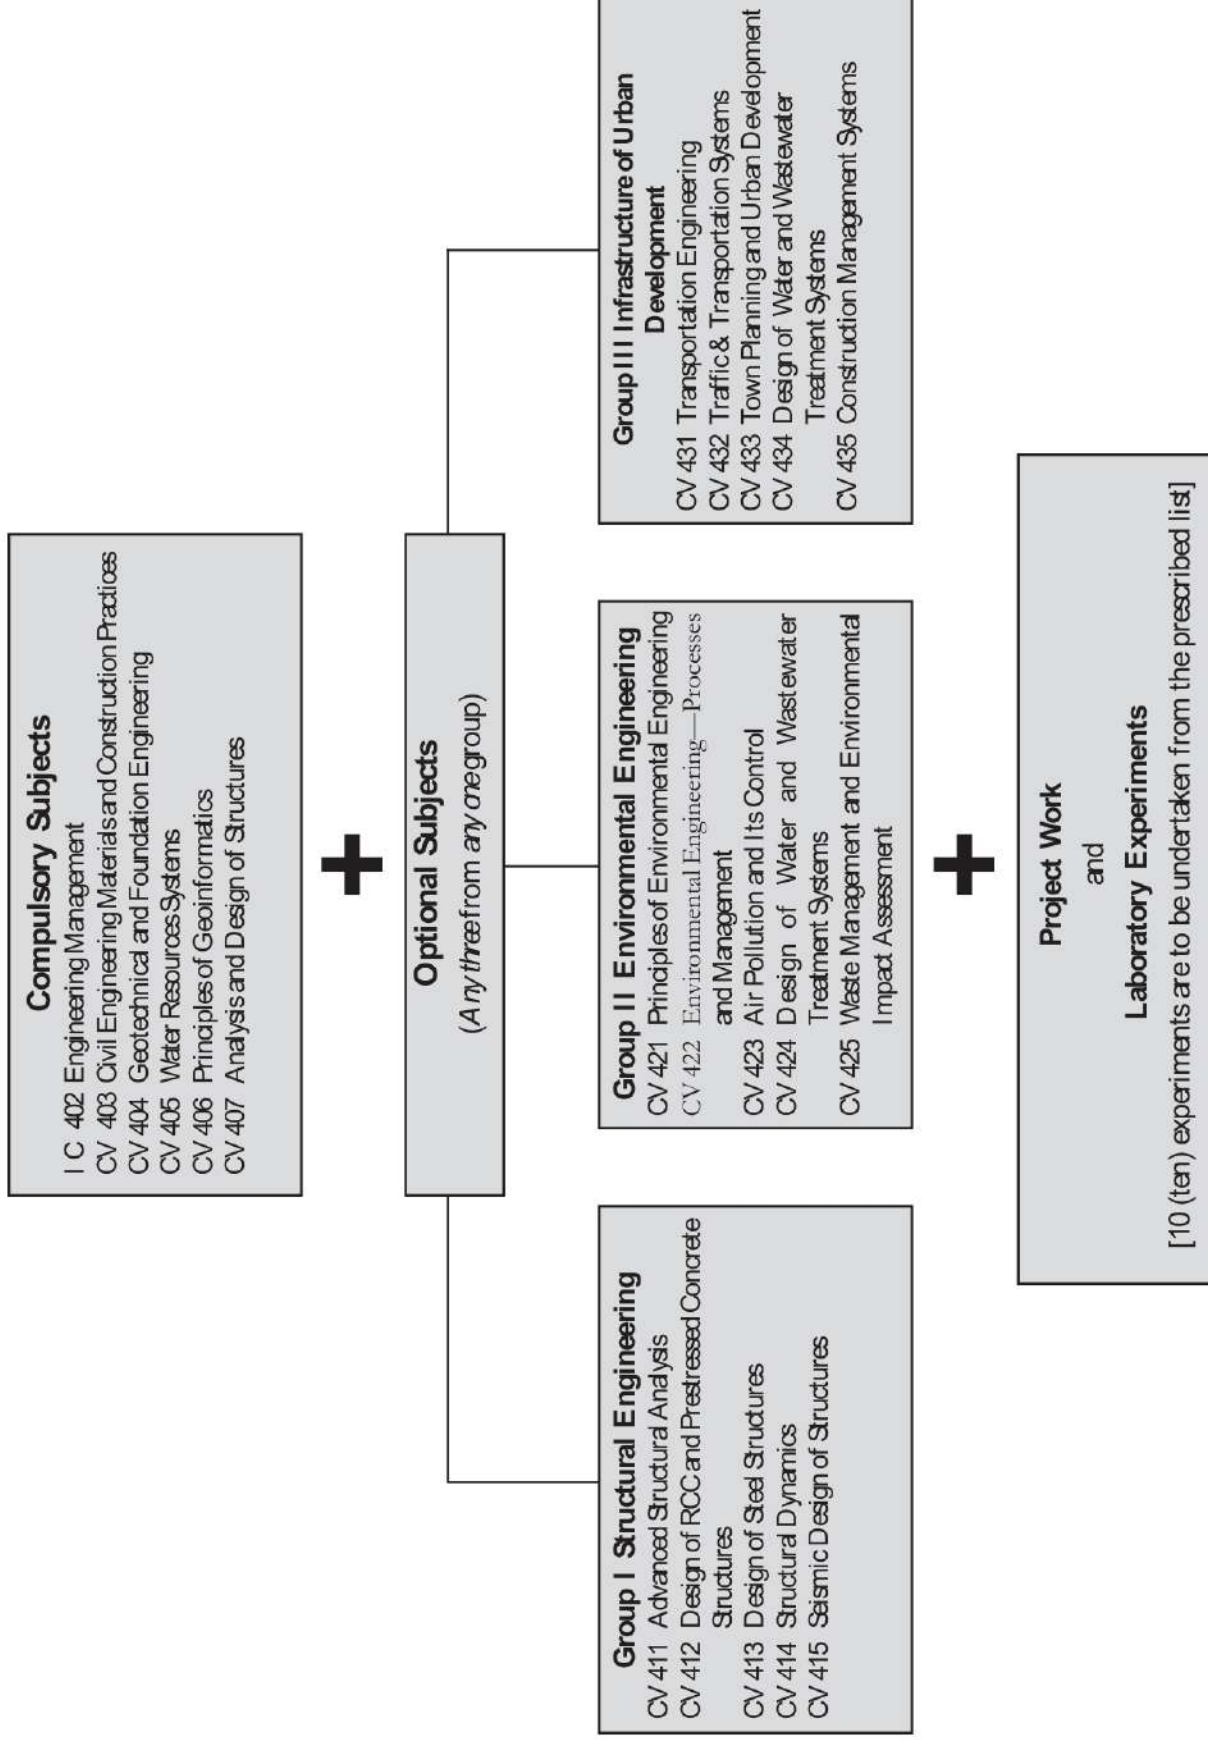 Compulsory Subjects
IC 402 Engineering Management
CV 403 Civil Engineering Materials and Construction Practices
CV 404 Geotechnical and Foundation Engineering
CV 405 Water Resources Systems
CV 406 Principles of Geoinformatics
CV 407 Analysis and Design of Structures
+
Optional Subjects
(Any three from any one group)
Group I Structural Engineering
CV 411 Advanced Structural Analysis
CV 412 Design of RCC and Prestressed Concrete
Structures
CV 413 Design of Steel Structures
CV 414 Structural Dynamics
CV 415 Seismic Design of Structures
Group II Environmental Engineering
CV 421 Principles of Environmental Engineering
CV 422 Environmental Engineering—Processes
and Management
CV 423 Air Pollution and Its Control
CV 424 Design of Water and Wastewater
Treatment Systems
CV 425 Waste Management and Environmental
Impact Assessment
Group III Infrastructure of Urban
Development
CV 431 Transportation Engineering
CV 432 Traffic & Transportation Systems
CV 433 Town Planning and Urban Development
CV 434 Design of Water and Wastewater
Treatment Systems
CV 435 Construction Management Systems
+
Project Work
and
Laboratory Experiments
[10 (ten) experiments are to be undertaken from the prescribed list]